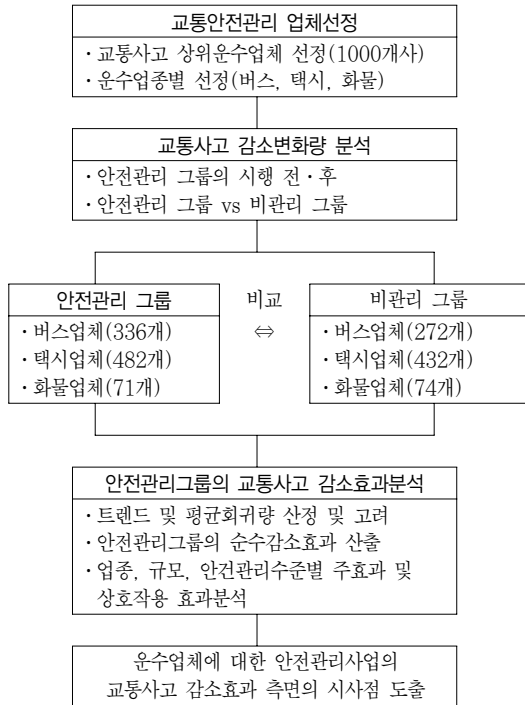 교통안전관리 업체선정
· 교통사고 상위운수업체 선정(1000개사)
· 운수업종별 선정(버스, 택시, 화물)
교통사고 감소변화량 분석
· 안전관리 그룹의 시행 전·후
· 안전관리 그룹 vs 비관리 그룹
안전관리 그룹
· 버스업체(336개)
· 택시업체(482개)
· 화물업체(71개)
비교
⇔
비관리 그룹
· 버스업체(272개)
· 택시업체(432개)
· 화물업체(74개)
안전관리그룹의 교통사고 감소효과분석
· 트렌드 및 평균회귀량 산정 및 고려
· 안전관리그룹의 순수감소효과 산출
· 업종, 규모, 안건관리수준별 주효과 및
상호작용 효과분석
운수업체에 대한 안전관리사업의
교통사고 감소효과 측면의 시사점 도출